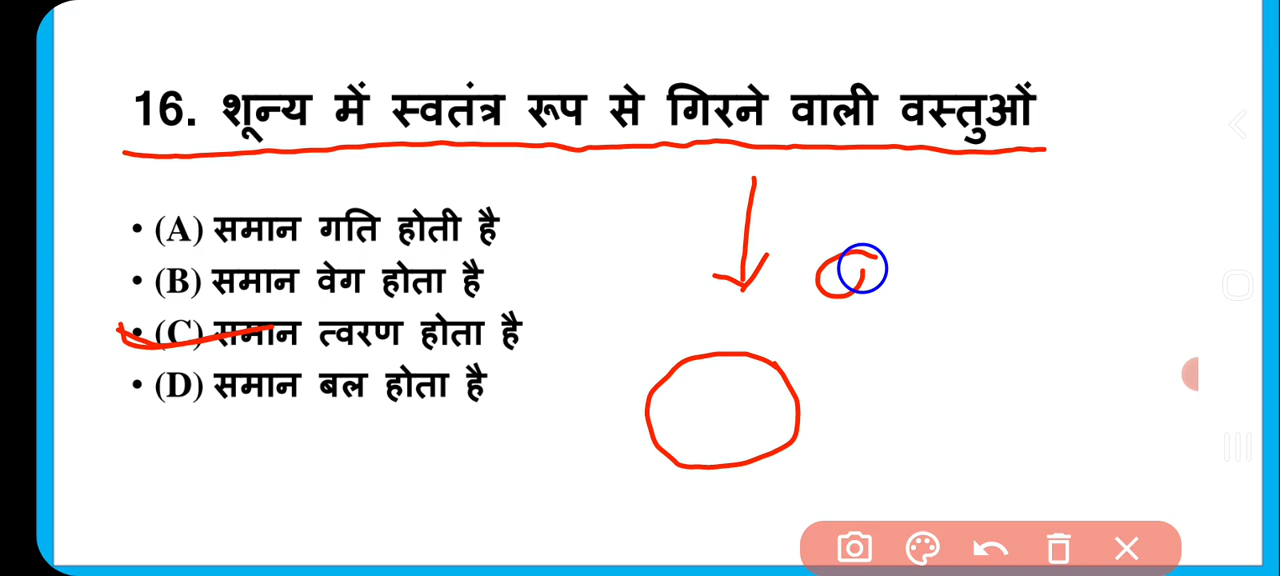 16. शून्य में स्वतंत्र रूप से गिरने वाली वस्तुओं
• (A) समान गति होती है
• (B) समान वेग होता है
• (C) समान त्वरण होता है
• (D) समान बल होता है
a